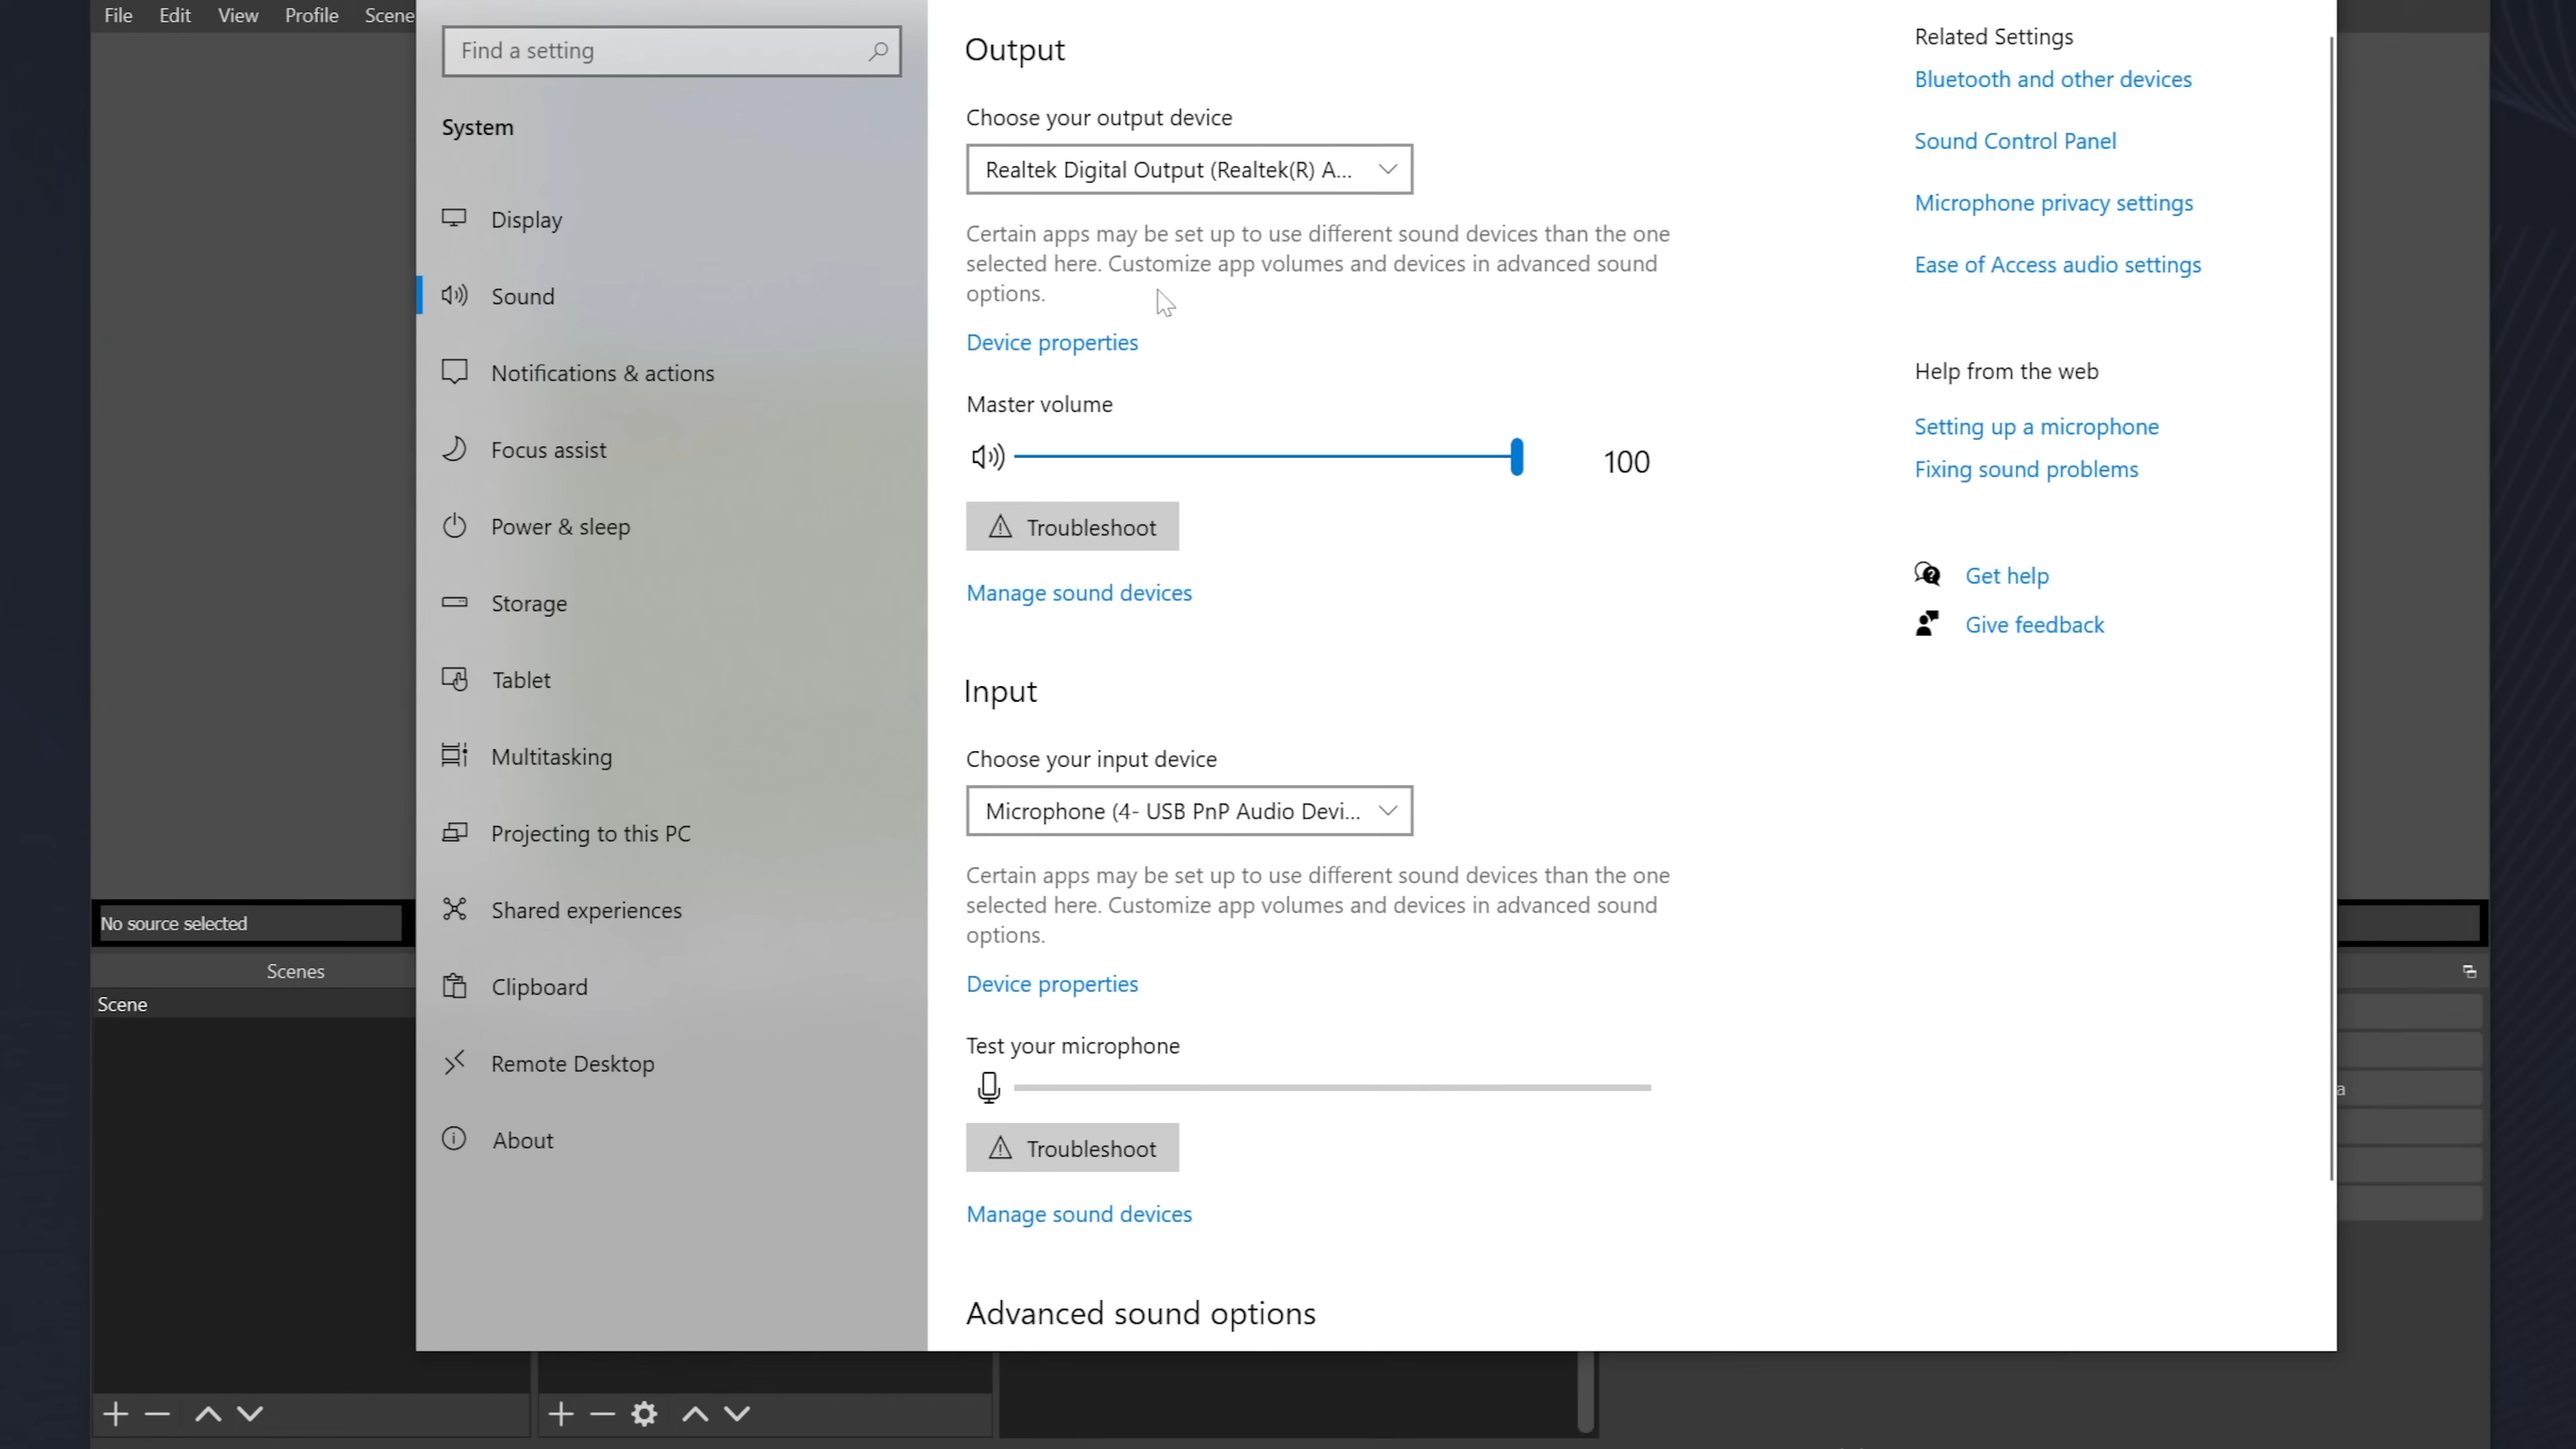 File Edit View Profile Scene
Find a setting
System
Display
Sound
Notifications & actions
Focus assist
Power & sleep
Storage
Tablet
Multitasking
Projecting to this PC
Shared experiences
Clipboard
Remote Desktop
About
Output
Choose your output device
Realtek Digital Output (Realtek(R) A...
Certain apps may be set up to use different sound devices than the one
selected here. Customize app volumes and devices in advanced sound
options.
Device properties
Master volume
100
Troubleshoot
Manage sound devices
Input
Choose your input device
Microphone (4- USB PnP Audio Devi...
Certain apps may be set up to use different sound devices than the one
selected here. Customize app volumes and devices in advanced sound
options.
Device properties
Test your microphone
Troubleshoot
Manage sound devices
Advanced sound options
Related Settings
Bluetooth and other devices
Sound Control Panel
Microphone privacy settings
Ease of Access audio settings
Help from the web
Setting up a microphone
Fixing sound problems
Get help
Give feedback
No source selected
Scenes
Scene
a